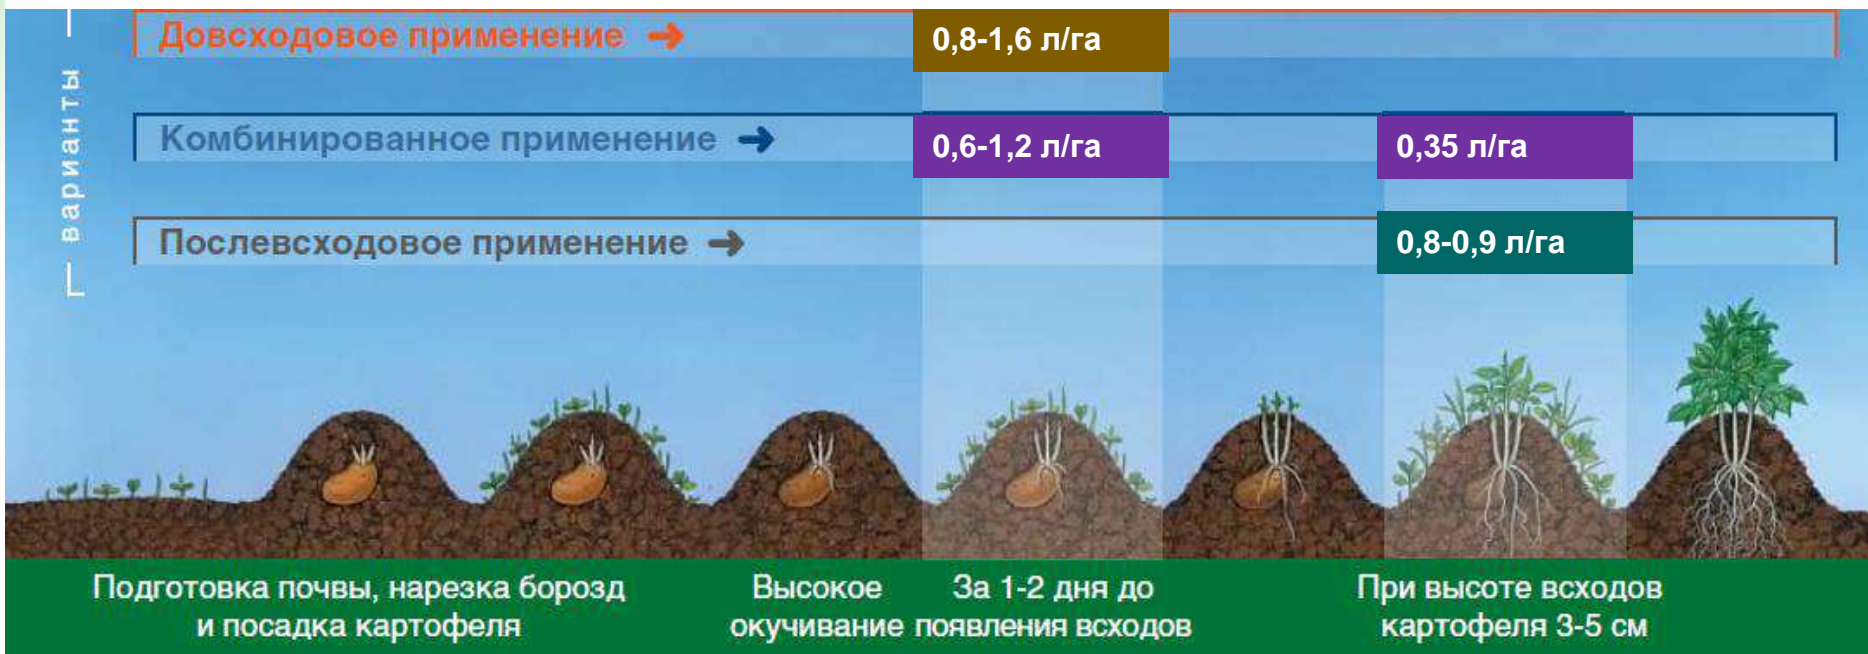 варианты
Довсходовое применение → 0,8-1,6 л/га
Комбинированное применение → 0,6-1,2 л/га 0,35 л/га
Послевсходовое применение → 0,8-0,9 л/га
Подготовка почвы, нарезка борозд
и посадка картофеля
Высокое
окучивание
За 1-2 дня до
появления всходов
При высоте всходов
картофеля 3-5 см